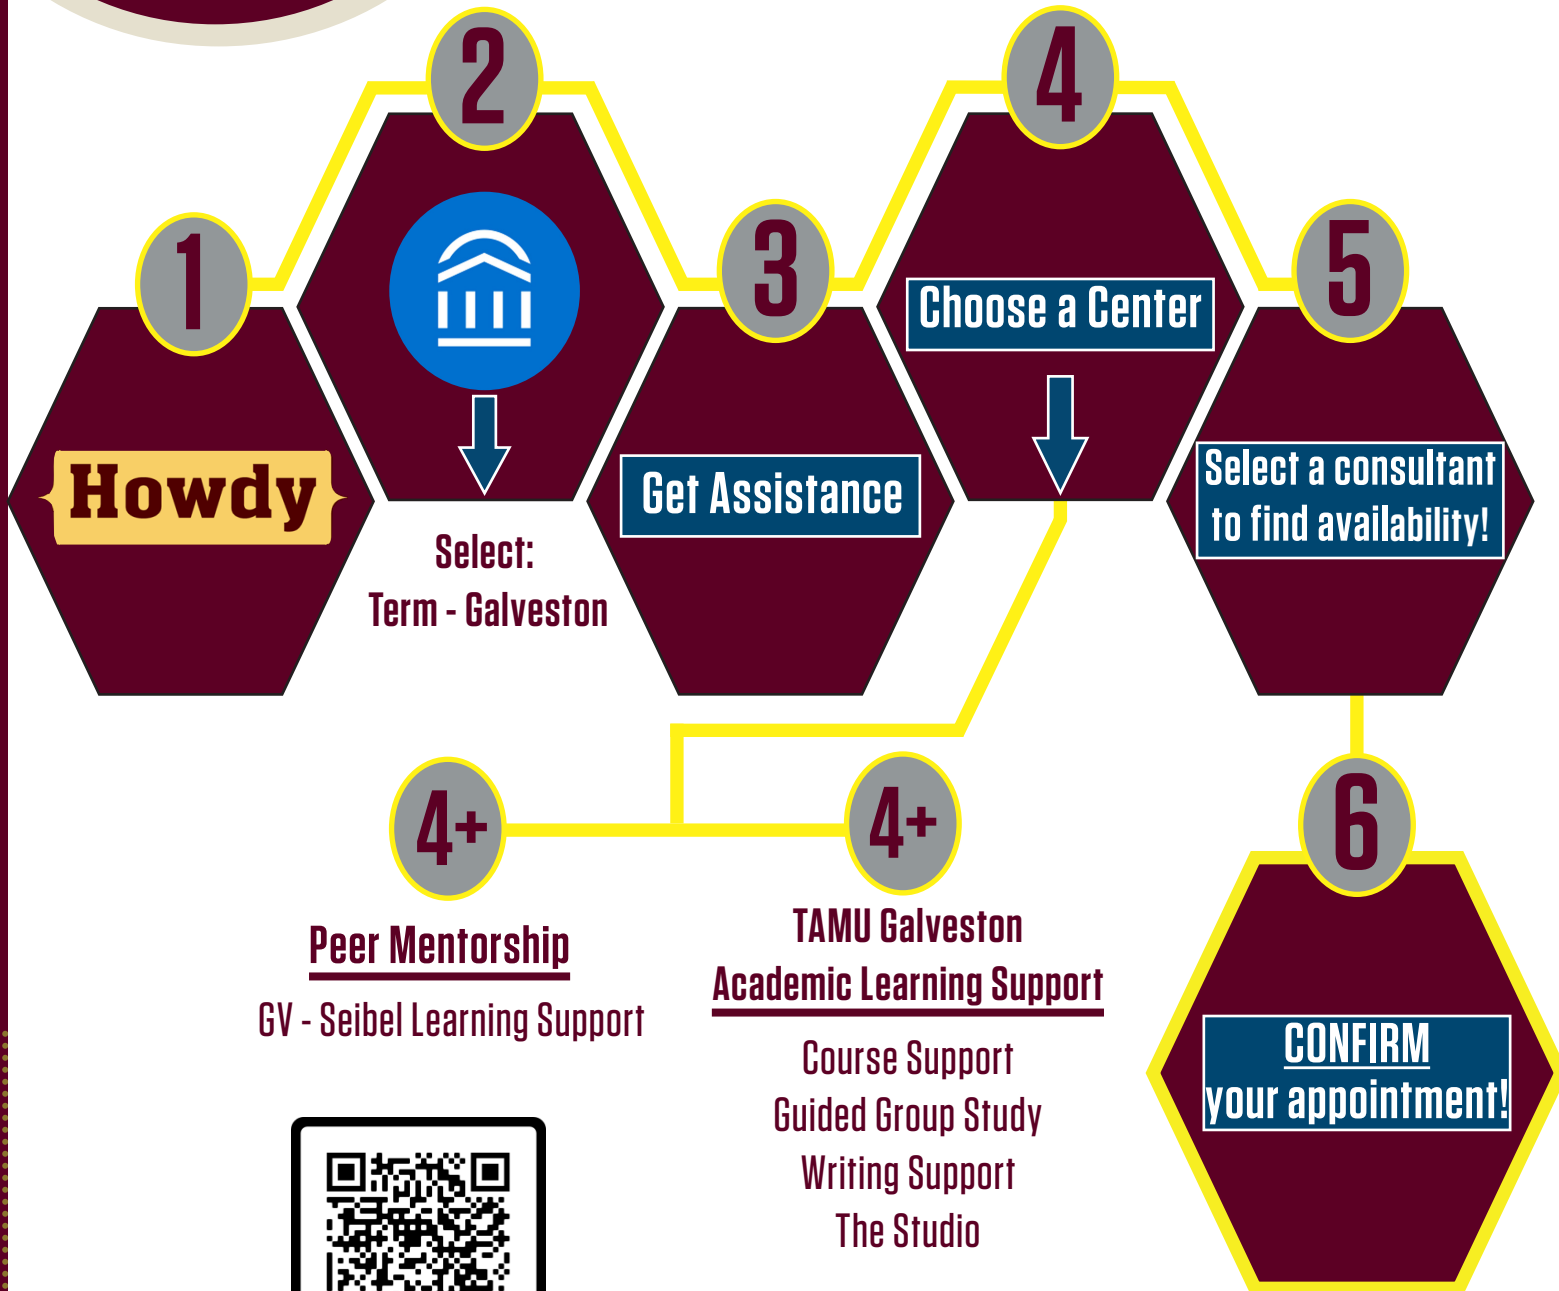 1
Howdy
2
Select:
Term - Galveston
3
Get Assistance
4
Choose a Center
4+
Peer Mentorship
GV - Seibel Learning Support
4+
TAMU Galveston
Academic Learning Support
Course Support
Guided Group Study
Writing Support
The Studio
5
Select a consultant
to find availability!
6
CONFIRM
your appointment!